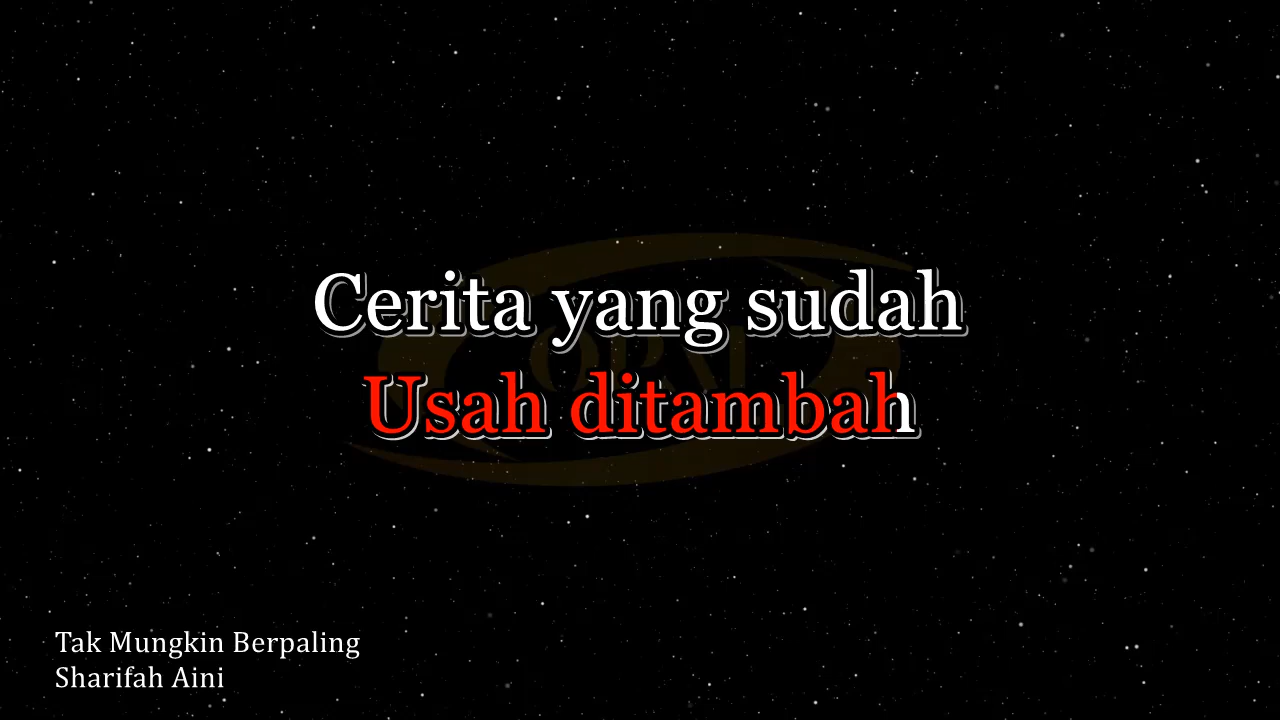 Cerita yang sudah
Usah ditambah
Tak Mungkin Berpaling
Sharifah Aini